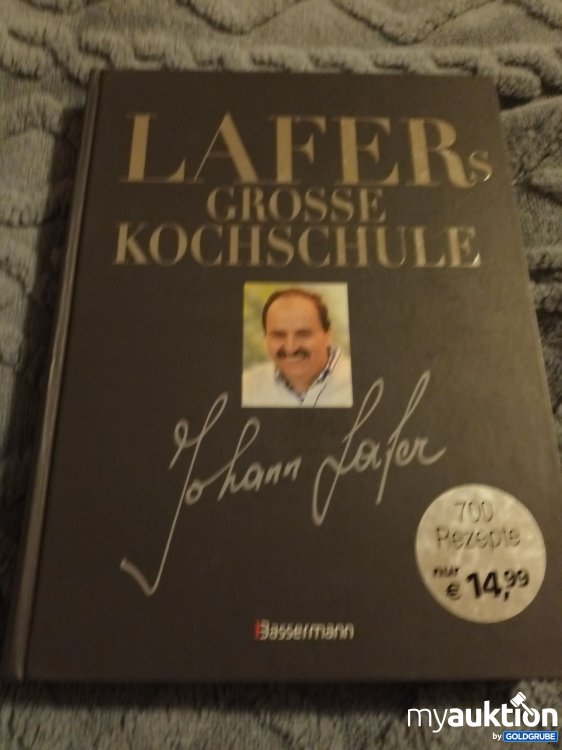 LAFERs
GROSSE
KOCHSCHULE
Johann Lafer
700
Rezepte
nur
€ 14,99
Bassermann
myauktion
by GOLDGRUBE